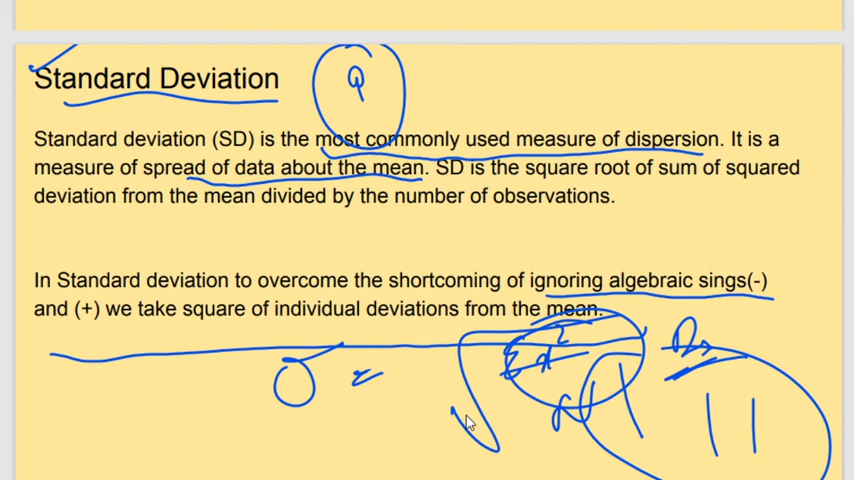 Standard Deviation
Q
Standard deviation (SD) is the most commonly used measure of dispersion. It is a
measure of spread of data about the mean. SD is the square root of sum of squared
deviation from the mean divided by the number of observations.
In Standard deviation to overcome the shortcoming of ignoring algebraic sings(-)
and (+) we take square of individual deviations from the mean.
σ = √ Σx²